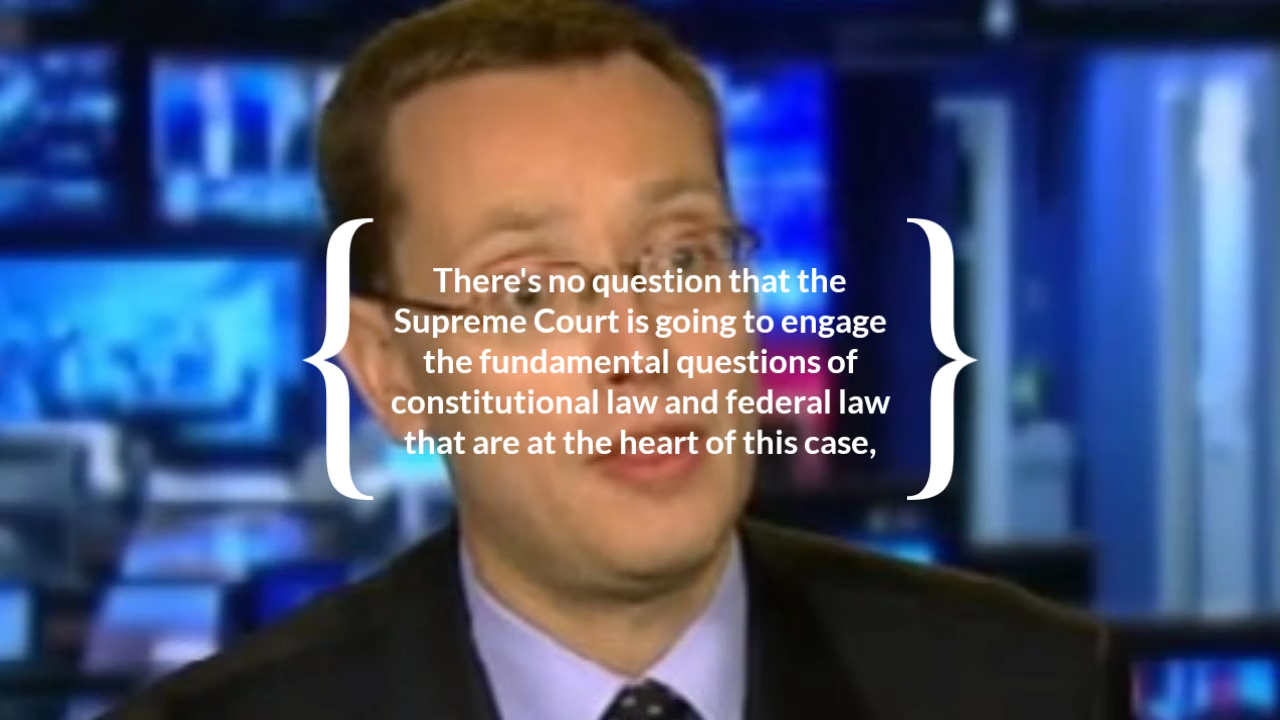 There's no question that the
Supreme Court is going to engage
the fundamental questions of
constitutional law and federal law
that are at the heart of this case,